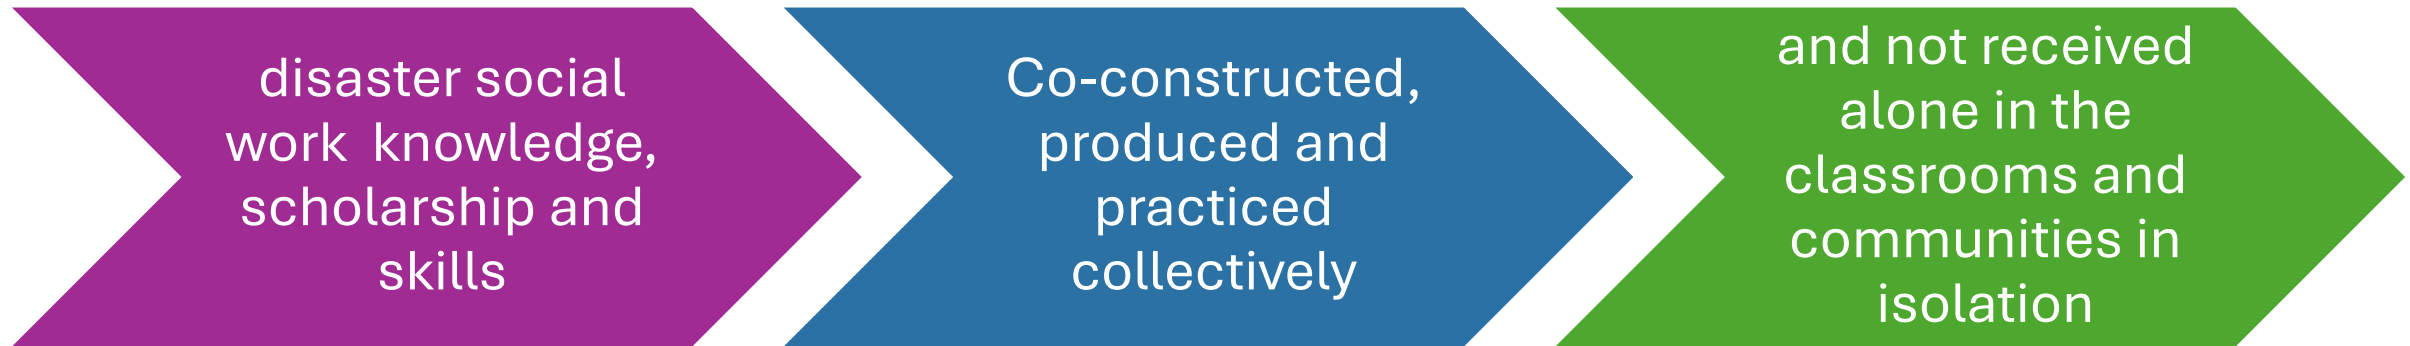 disaster social
work  knowledge,
scholarship and
skills
Co-constructed,
produced and
practiced
collectively
and not received
alone in the
classrooms and
communities in
isolation